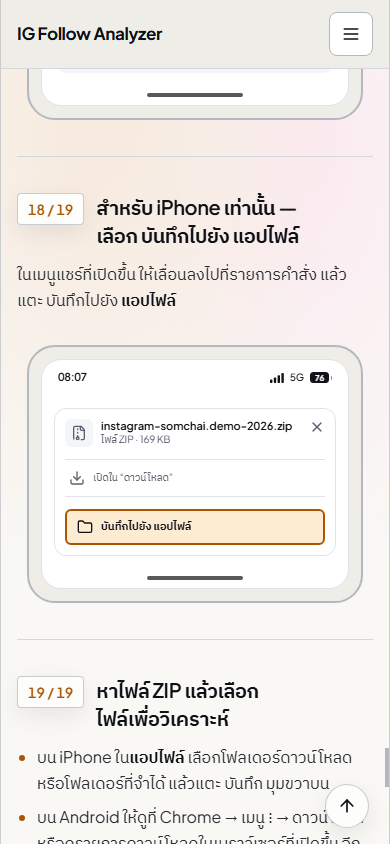 IG Follow Analyzer
18/19
สำหรับ iPhone เท่านั้น —
เลือก บันทึกไปยัง แอปไฟล์
ในเมนูแชร์ที่เปิดขึ้น ให้เลื่อนลงไปที่รายการคำสั่ง แล้ว
แตะ บันทึกไปยัง แอปไฟล์
08:07
5G 76
instagram-somchai.demo-2026.zip
ไฟล์ ZIP · 169 KB
เปิดใน "ดาวน์โหลด"
บันทึกไปยัง แอปไฟล์
19/19
หาไฟล์ ZIP แล้วเลือก
ไฟล์เพื่อวิเคราะห์
บน iPhone ในแอปไฟล์ เลือกโฟลเดอร์ดาวน์โหลด
หรือโฟลเดอร์ที่จำได้ แล้วแตะ บันทึก มุมขวาบน
บน Android ให้ดูที่ Chrome → เมนู ⋮ → ดาวน์